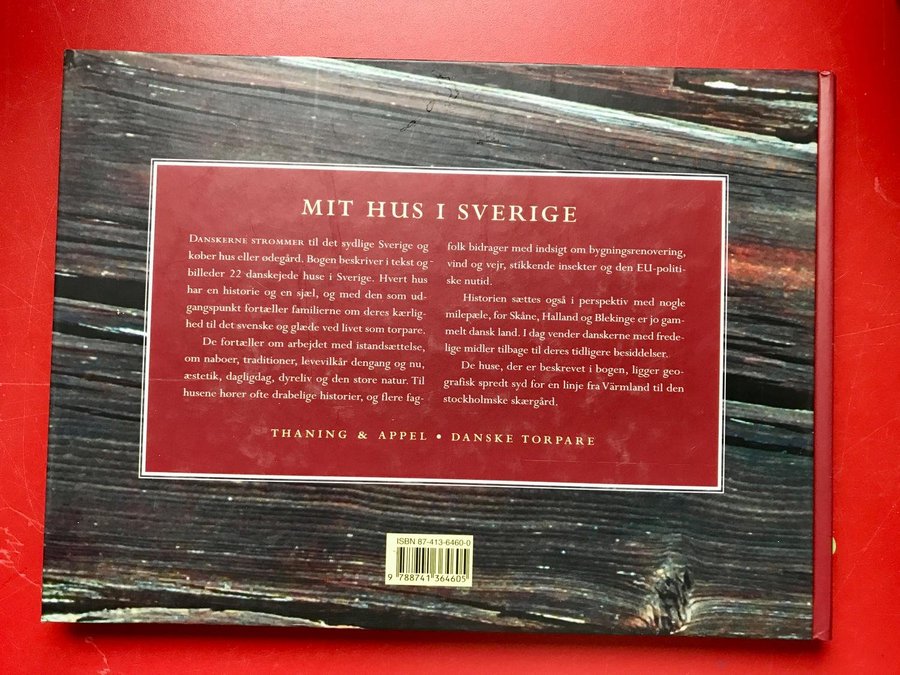 MIT HUS I SVERIGE
DANSKERNE STRØMMER til det sydlige Sverige og
køber hus eller ødegård. Bogen beskriver i tekst og
billeder 22 danskejede huse i Sverige. Hvert hus
har en historie og en sjæl, og med den som ud-
gangspunkt fortæller familierne om deres kærlig-
hed til det svenske og glæde ved livet som torpare.
De fortæller om arbejdet med istandsættelse,
om naboer, traditioner, levevilkår dengang og nu,
æstetik, dagligdag, dyreliv og den store natur. Til
husene hører ofte drabelige historier, og flere fag-
folk bidrager med indsigt om bygningsrenovering,
vind og vejr, stikkende insekter og den EU-politi-
ske nutid.
Historien sættes også i perspektiv med nogle
milepæle, for Skåne, Halland og Blekinge er jo gam-
melt dansk land. I dag vender danskerne med frede-
lige midler tilbage til deres tidligere besiddelser.
De huse, der er beskrevet i bogen, ligger geo-
grafisk spredt syd for en linje fra Värmland til den
stockholmske skærgård.
THANING & APPEL • DANSKE TORPARE
ISBN 87-413-6460-0
9 788741 364605